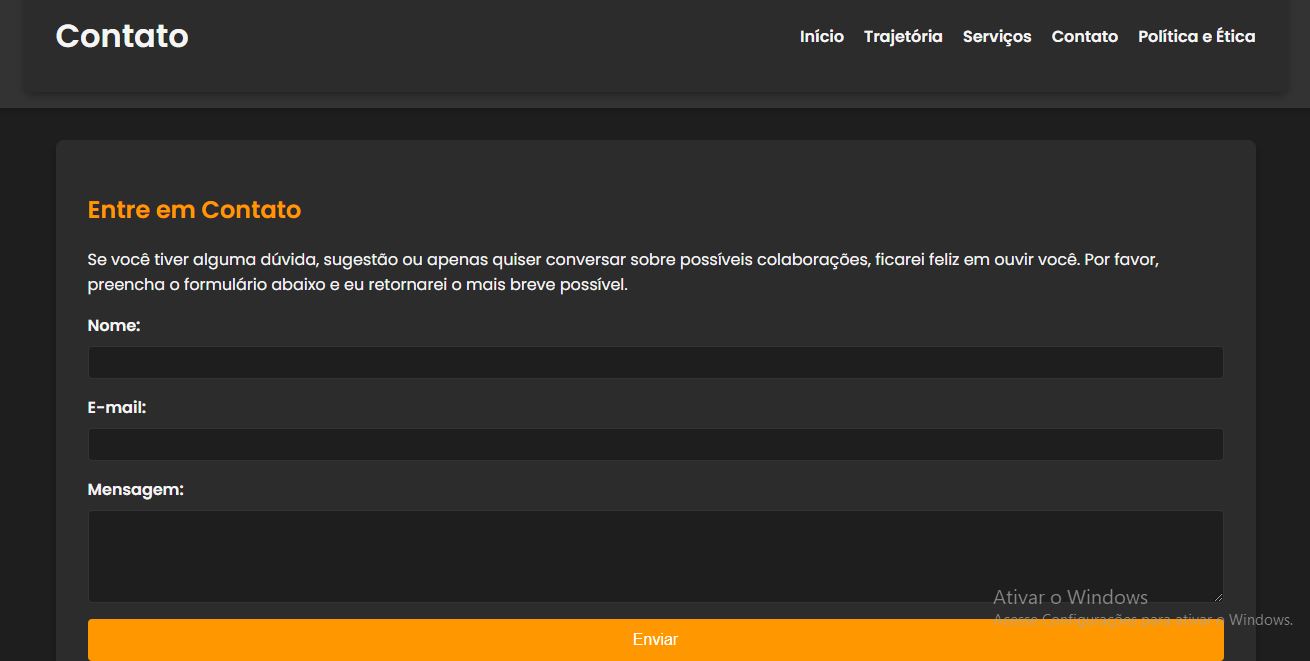 Contato
Início Trajetória Serviços Contato Política e Ética
Entre em Contato
Se você tiver alguma dúvida, sugestão ou apenas quiser conversar sobre possíveis colaborações, ficarei feliz em ouvir você. Por favor,
preencha o formulário abaixo e eu retornarei o mais breve possível.
Nome:
E-mail:
Mensagem:
Ativar o Windows
Acesse Configurações para ativar o Windows.
Enviar